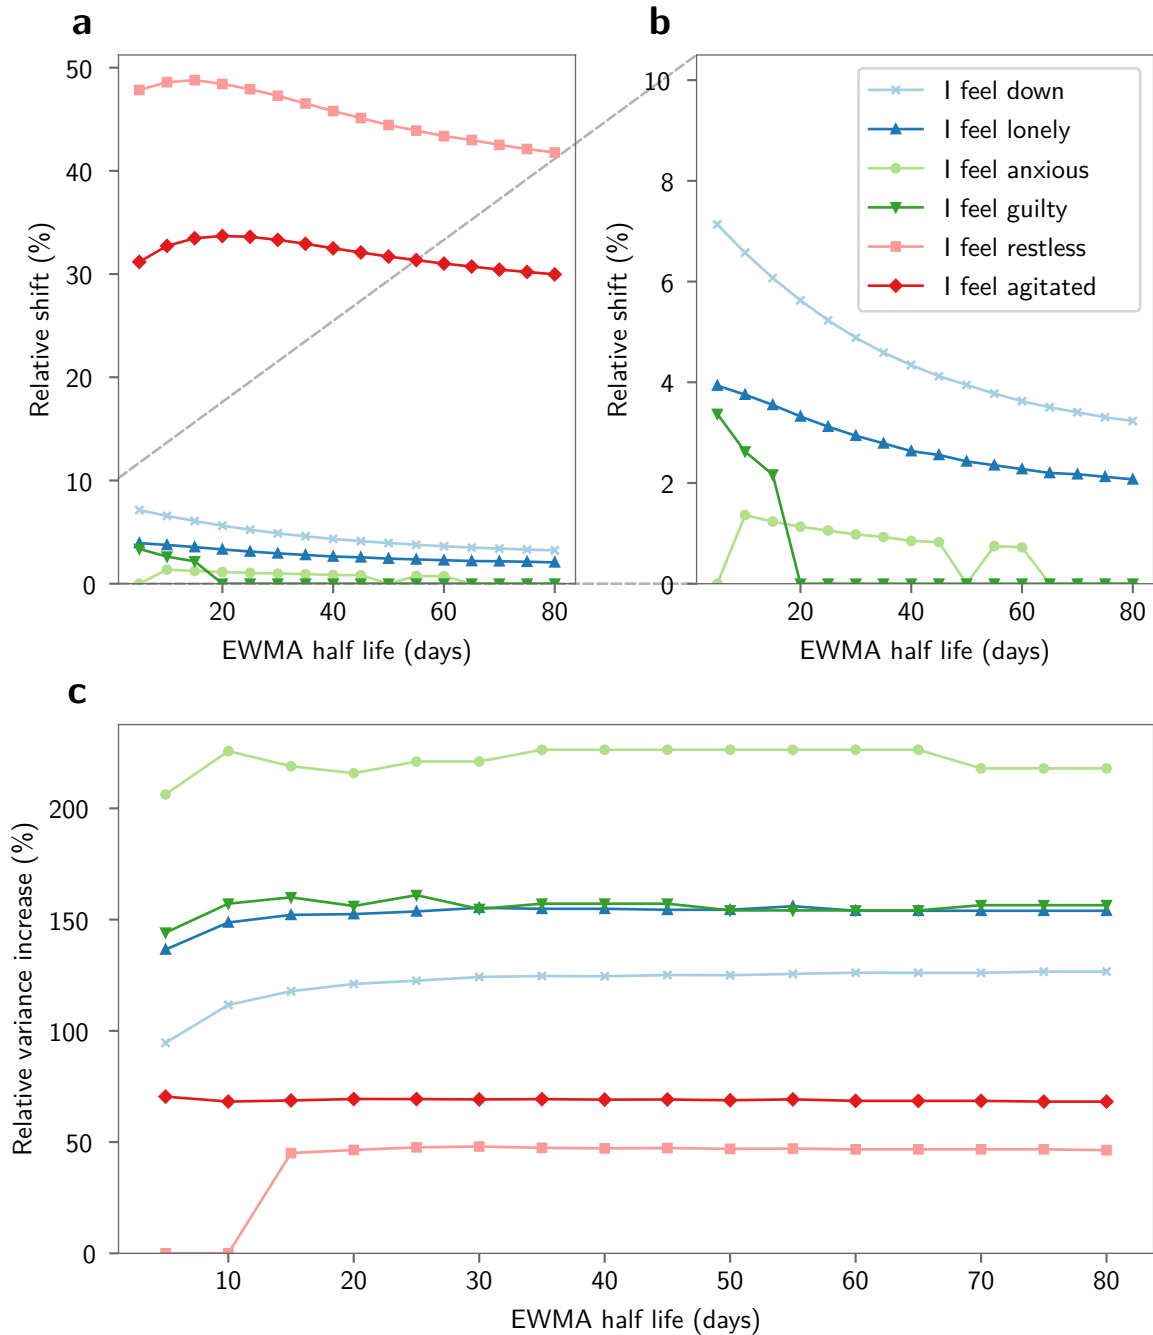 a
b
50
40
30
20
10
0
Relative shift (%)
20
40
60
80
EWMA half life (days)
10
8
6
4
2
0
Relative shift (%)
20
40
60
80
EWMA half life (days)
I feel down
I feel lonely
I feel anxious
I feel guilty
I feel restless
I feel agitated
c
200
150
100
50
0
Relative variance increase (%)
10
20
30
40
50
60
70
80
EWMA half life (days)